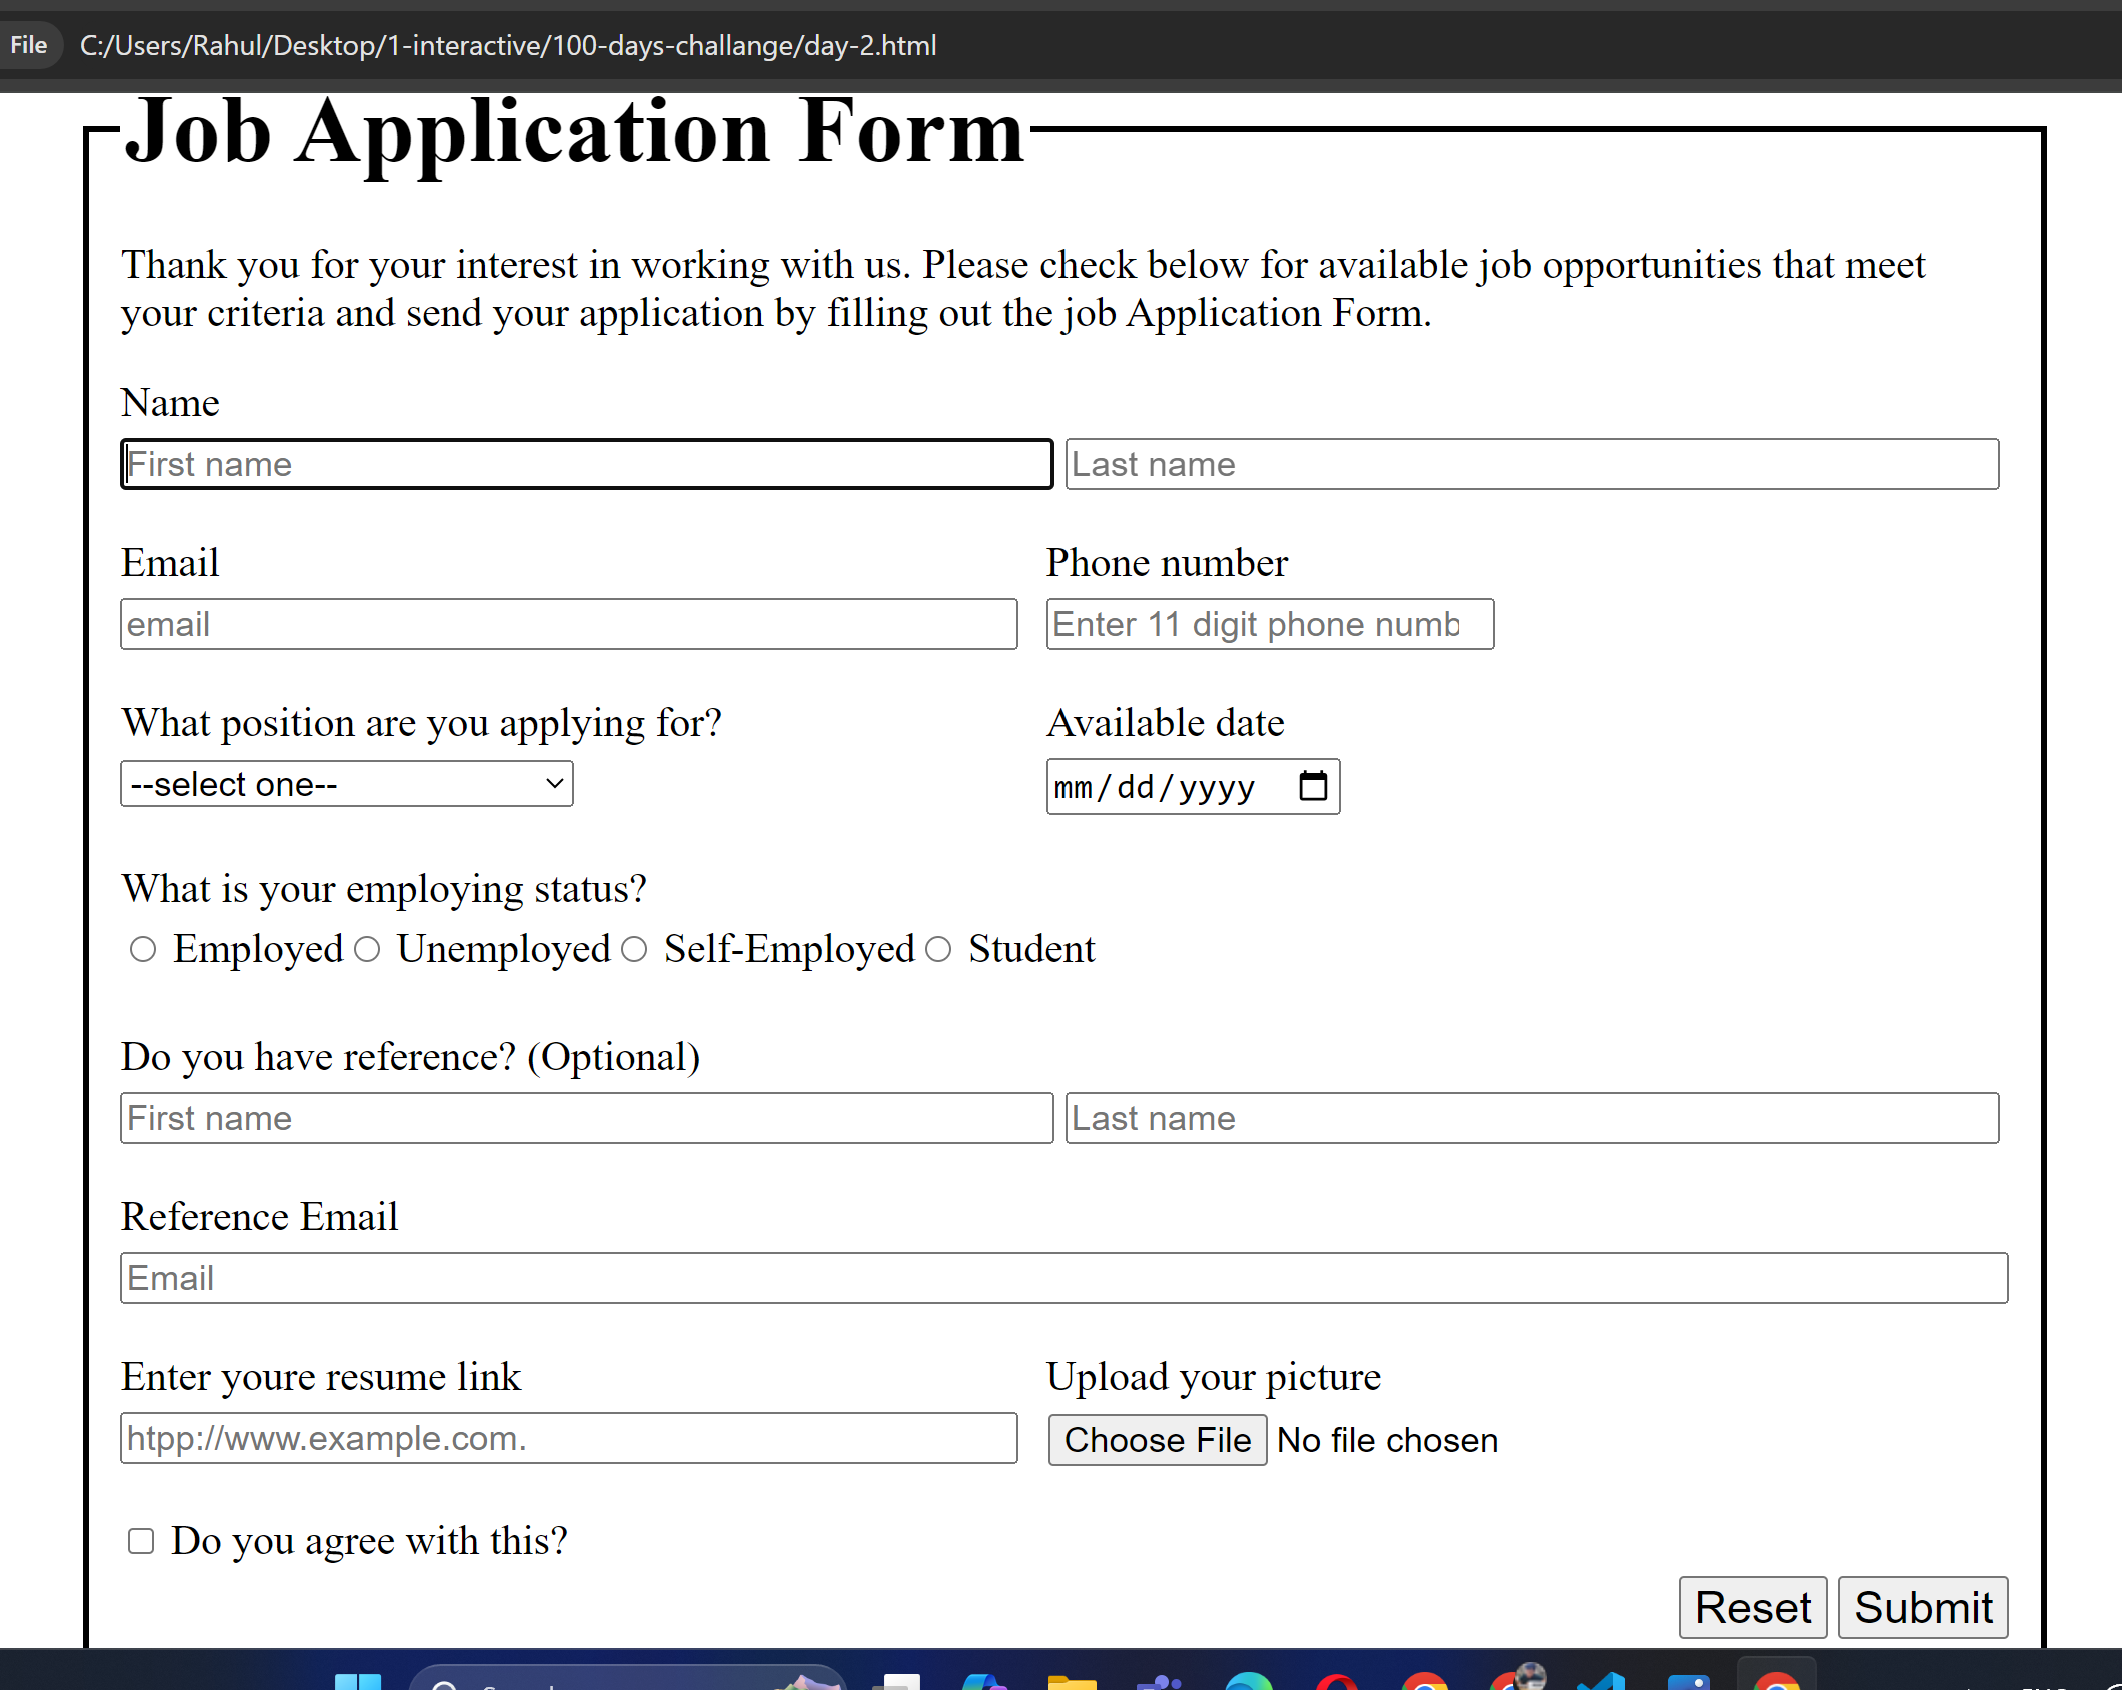 File C:/Users/Rahul/Desktop/1-interactive/100-days-challange/day-2.html
Job Application Form
Thank you for your interest in working with us. Please check below for available job opportunities that meet
your criteria and send your application by filling out the job Application Form.
Name
First name Last name
Email Phone number
email Enter 11 digit phone numb
What position are you applying for? Available date
--select one-- mm/dd/yyyy
What is your employing status?
Employed Unemployed Self-Employed Student
Do you have reference? (Optional)
First name Last name
Reference Email
Email
Enter youre resume link Upload your picture
htpp://www.example.com. Choose File No file chosen
Do you agree with this?
Reset Submit